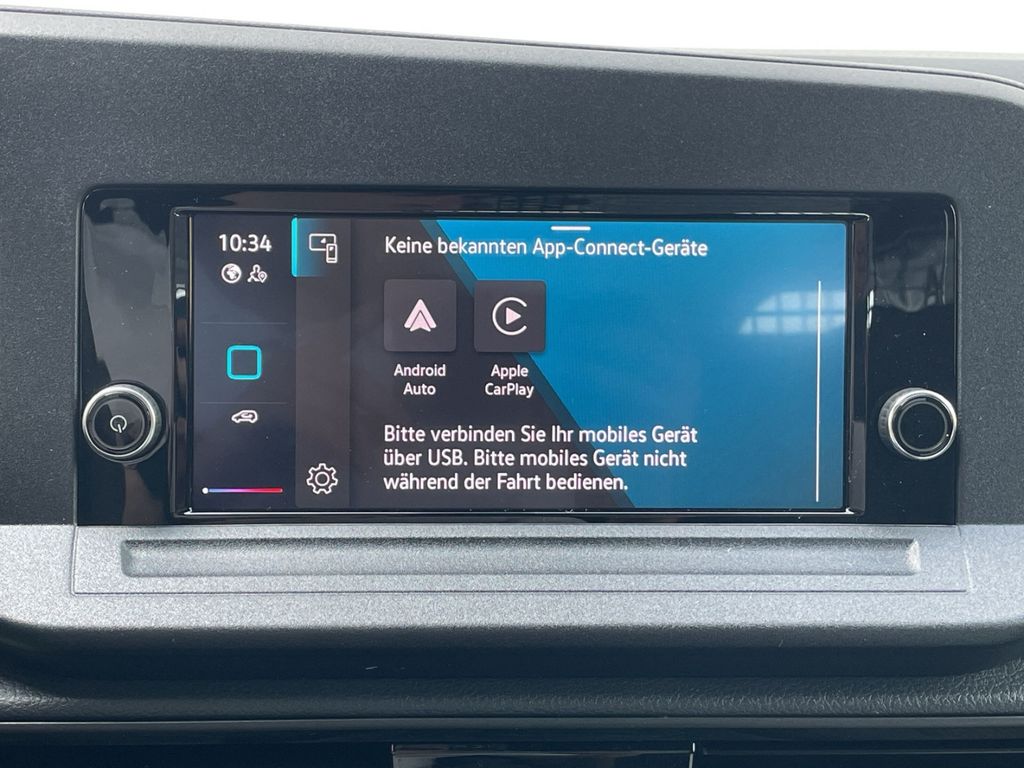 10:34
Keine bekannten App-Connect-Geräte
Android
Auto
Apple
CarPlay
Bitte verbinden Sie Ihr mobiles Gerät
über USB. Bitte mobiles Gerät nicht
während der Fahrt bedienen.